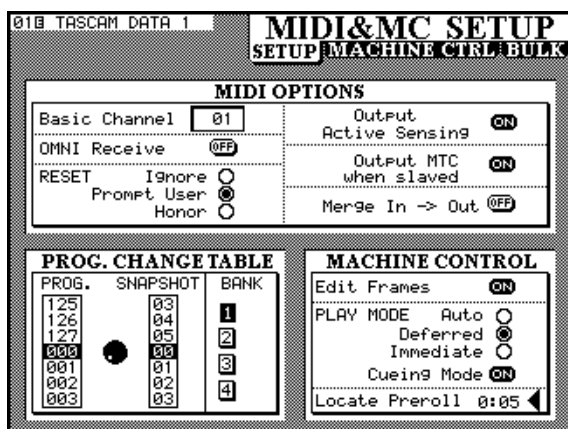 01 TASCAM DATA 1
MIDI&MC SETUP
SETUP MACHINE CTRL BULK
MIDI OPTIONS
Basic Channel 01
OMNI Receive OFF
RESET Ignore
Prompt User
Honor
Output
Active Sensing ON
Output MTC
when slaved ON
Merge In -> Out OFF
PROG. CHANGE TABLE
PROG. SNAPSHOT BANK
125 03
126 04
127 05
000 00
001 01
002 02
003 03
1
2
3
4
MACHINE CONTROL
Edit Frames ON
PLAY MODE Auto
Deferred
Immediate
Cueing Mode ON
Locate Preroll 0:05